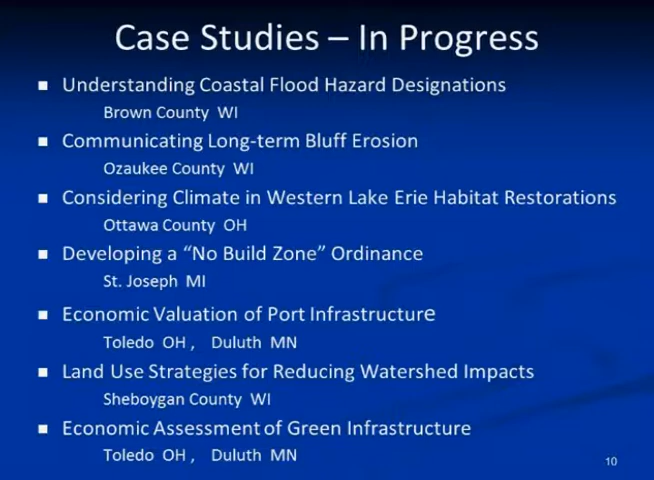 Case Studies – In Progress
Understanding Coastal Flood Hazard Designations
Brown County WI
Communicating Long-term Bluff Erosion
Ozaukee County WI
Considering Climate in Western Lake Erie Habitat Restorations
Ottawa County OH
Developing a “No Build Zone” Ordinance
St. Joseph MI
Economic Valuation of Port Infrastructure
Toledo OH , Duluth MN
Land Use Strategies for Reducing Watershed Impacts
Sheboygan County WI
Economic Assessment of Green Infrastructure
Toledo OH , Duluth MN
10